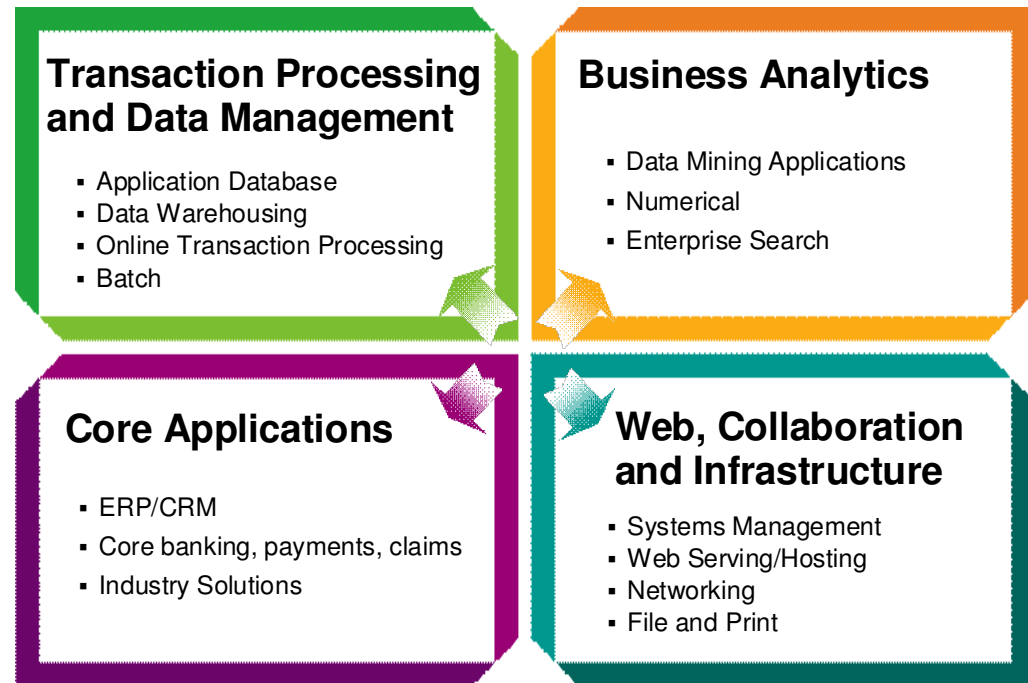 Transaction Processing
and Data Management
▪ Application Database
▪ Data Warehousing
▪ Online Transaction Processing
▪ Batch
Business Analytics
▪ Data Mining Applications
▪ Numerical
▪ Enterprise Search
Core Applications
▪ ERP/CRM
▪ Core banking, payments, claims
▪ Industry Solutions
Web, Collaboration
and Infrastructure
▪ Systems Management
▪ Web Serving/Hosting
▪ Networking
▪ File and Print